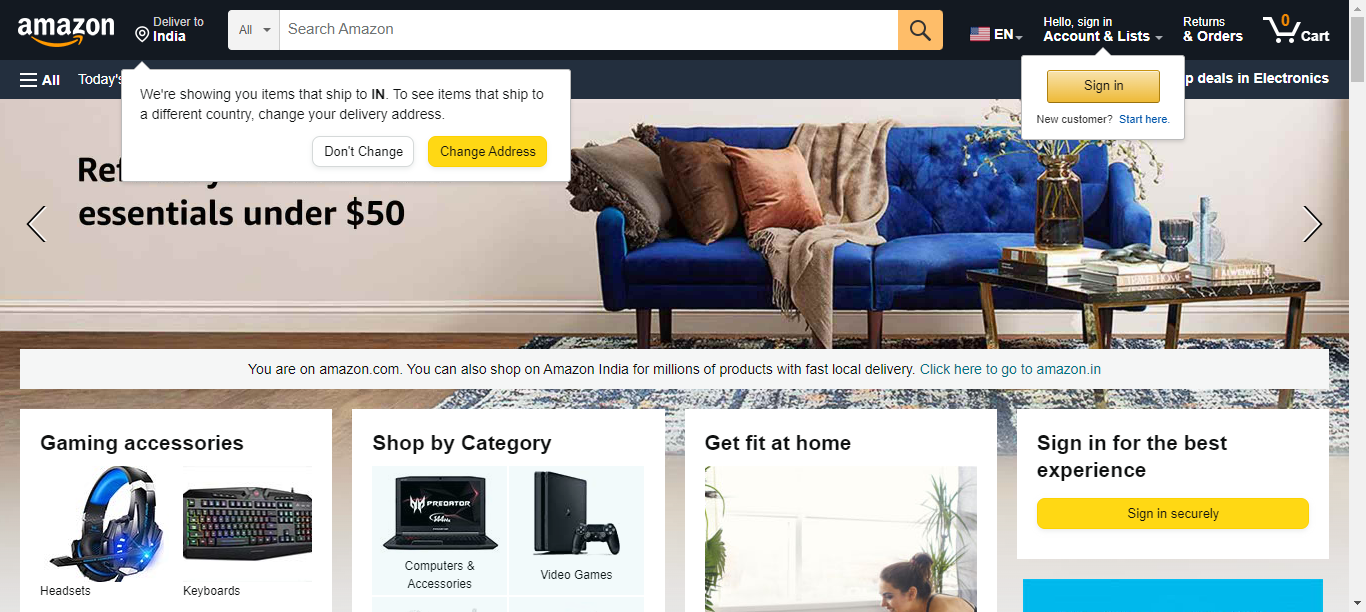 amazon
Deliver to
India
All
Search Amazon
EN
Hello, sign in
Account & Lists
Returns
& Orders
0
Cart
All
Today's
p deals in Electronics
We're showing you items that ship to IN. To see items that ship to
a different country, change your delivery address.
Don't Change
Change Address
Sign in
New customer? Start here.
essentials under $50
You are on amazon.com. You can also shop on Amazon India for millions of products with fast local delivery. Click here to go to amazon.in
Gaming accessories
Headsets
Keyboards
Shop by Category
PREDATOR
Computers &
Accessories
Video Games
Get fit at home
Sign in for the best
experience
Sign in securely